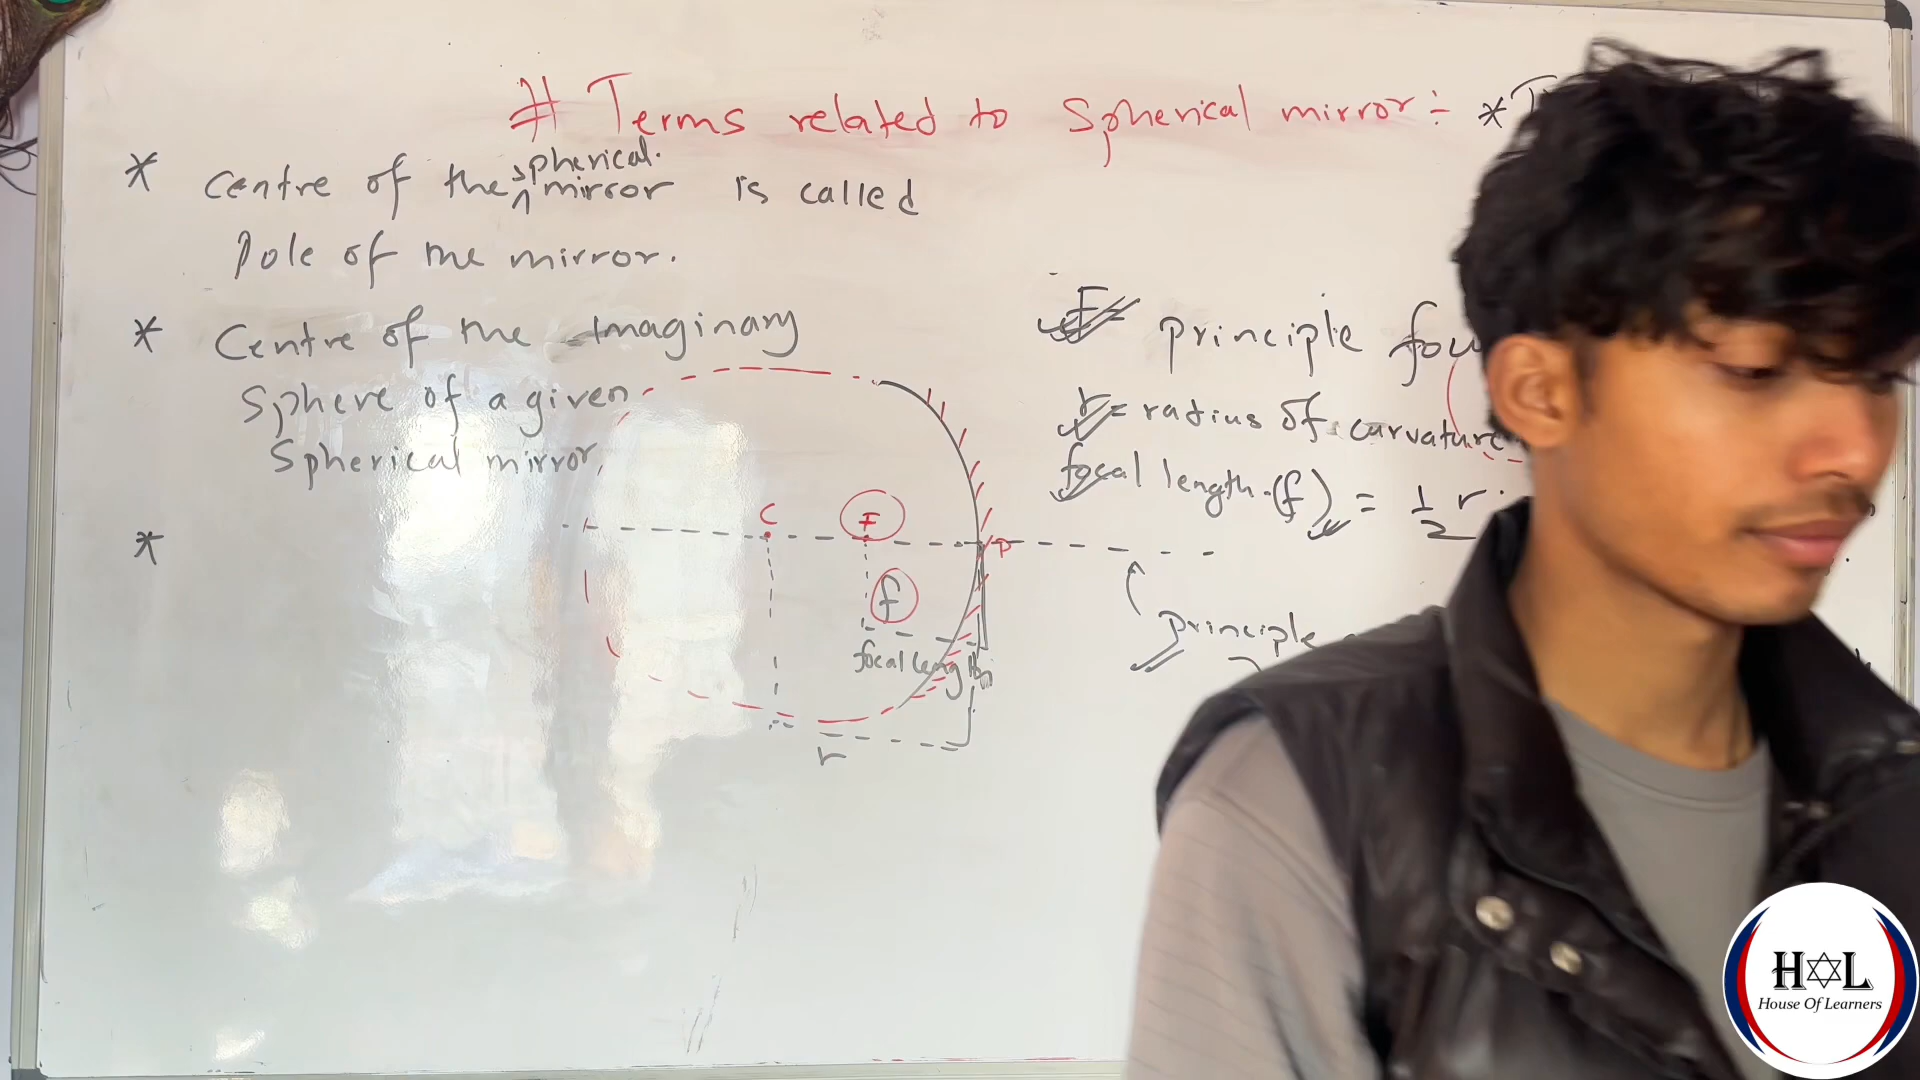 # Terms related to Spherical mirror ÷ *
* Centre of the spherical. mirror is called
Pole of the mirror.
* Centre of the Imaginary
Sphere of a given
Spherical mirror,
*
C
F
P
f
focal length
r
F = principle
r = radius of curvature
focal length (f) = 1/2 r
principle
H✡L
House Of Learners